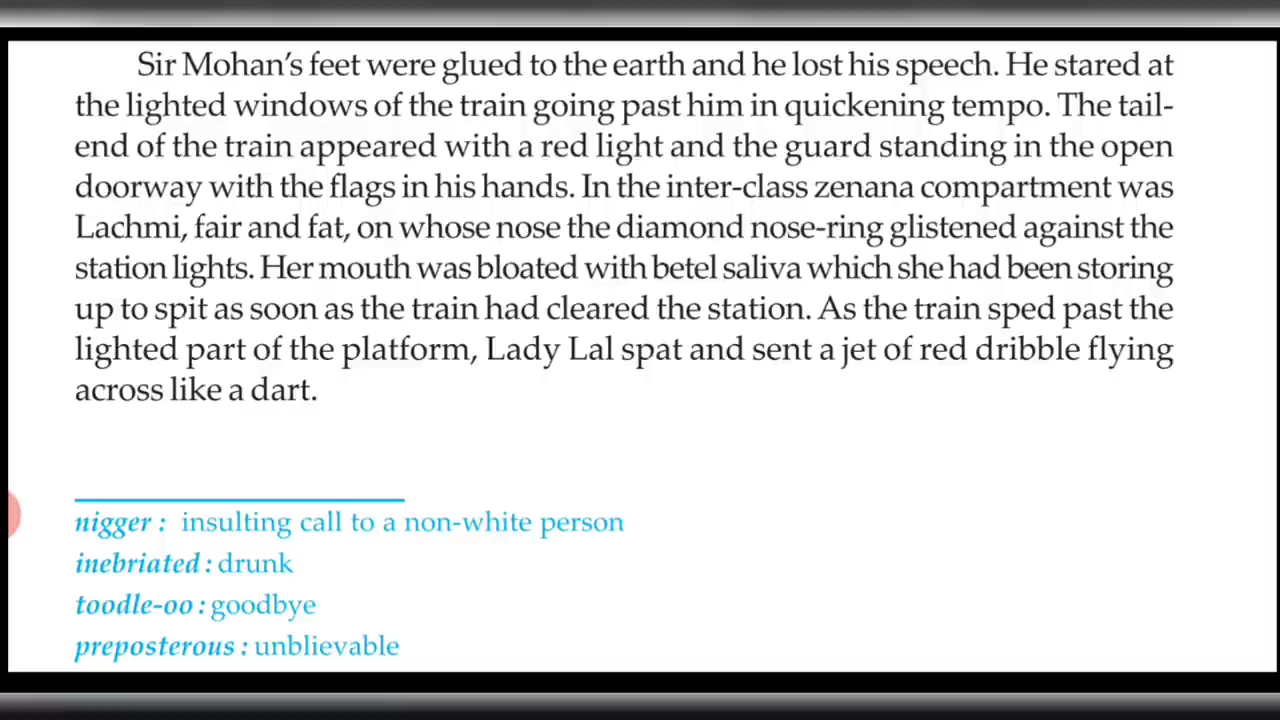 Sir Mohan's feet were glued to the earth and he lost his speech. He stared at
the lighted windows of the train going past him in quickening tempo. The tail-
end of the train appeared with a red light and the guard standing in the open
doorway with the flags in his hands. In the inter-class zenana compartment was
Lachmi, fair and fat, on whose nose the diamond nose-ring glistened against the
station lights. Her mouth was bloated with betel saliva which she had been storing
up to spit as soon as the train had cleared the station. As the train sped past the
lighted part of the platform, Lady Lal spat and sent a jet of red dribble flying
across like a dart.
nigger : insulting call to a non-white person
inebriated : drunk
toodle-oo : goodbye
preposterous : unblievable